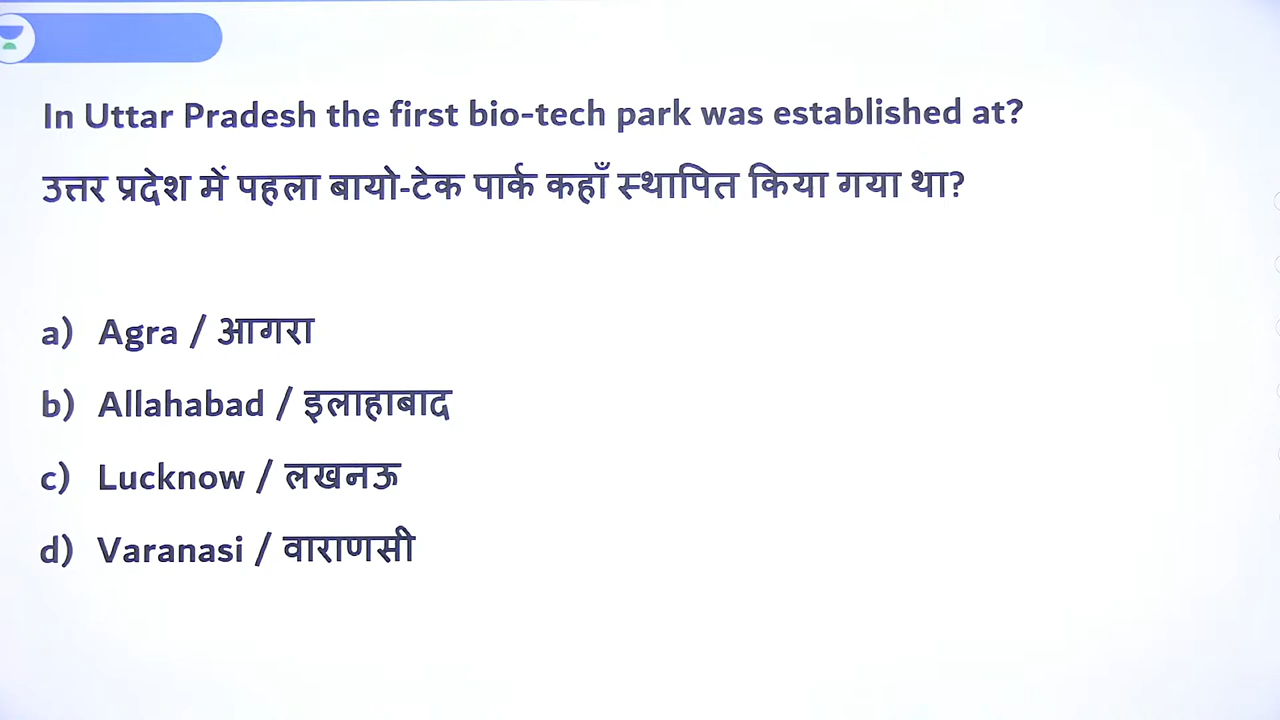 In Uttar Pradesh the first bio-tech park was established at?
उत्तर प्रदेश में पहला बायो-टेक पार्क कहाँ स्थापित किया गया था?
a) Agra / आगरा
b) Allahabad / इलाहाबाद
c) Lucknow / लखनऊ
d) Varanasi / वाराणसी